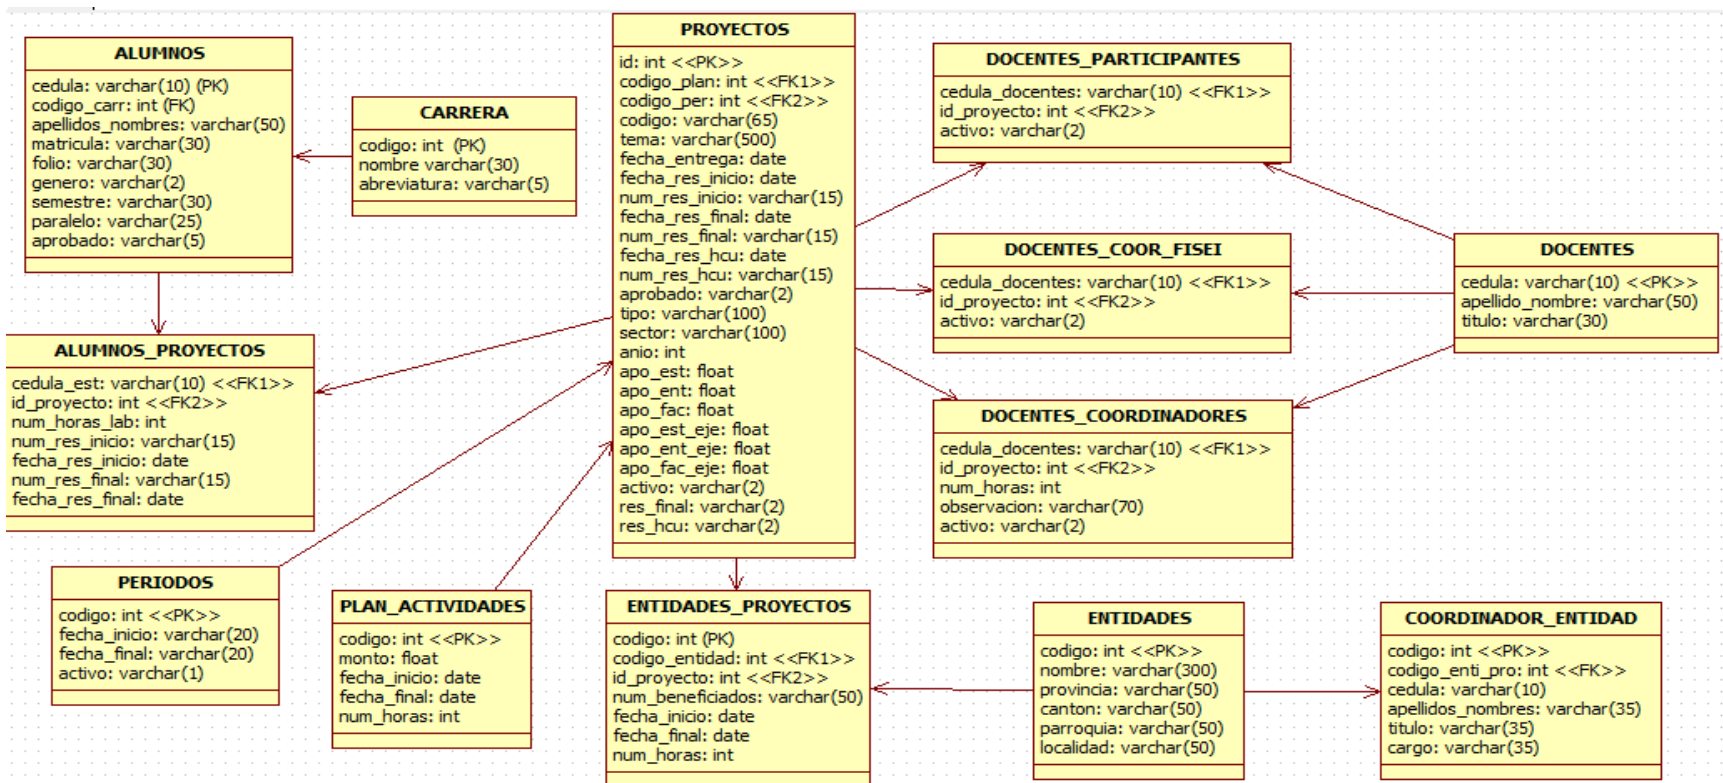 ALUMNOS
cedula: varchar(10) (PK)
codigo_carr: int (FK)
apellidos_nombres: varchar(50)
matricula: varchar(30)
folio: varchar(30)
genero: varchar(2)
semestre: varchar(30)
paralelo: varchar(25)
aprobado: varchar(5)
CARRERA
codigo: int (PK)
nombre varchar(30)
abreviatura: varchar(5)
PROYECTOS
id: int <<PK>>
codigo_plan: int <<FK1>>
codigo_per: int <<FK2>>
codigo: varchar(65)
tema: varchar(500)
fecha_entrega: date
fecha_res_inicio: date
num_res_inicio: varchar(15)
fecha_res_final: date
num_res_final: varchar(15)
fecha_res_hcu: date
num_res_hcu: varchar(15)
aprobado: varchar(2)
tipo: varchar(100)
sector: varchar(100)
anio: int
apo_est: float
apo_ent: float
apo_fac: float
apo_est_eje: float
apo_ent_eje: float
apo_fac_eje: float
activo: varchar(2)
res_final: varchar(2)
res_hcu: varchar(2)
DOCENTES_PARTICIPANTES
cedula_docentes: varchar(10) <<FK1>>
id_proyecto: int <<FK2>>
activo: varchar(2)
DOCENTES_COOR_FISEI
cedula_docentes: varchar(10) <<FK1>>
id_proyecto: int <<FK2>>
activo: varchar(2)
DOCENTES
cedula: varchar(10) <<PK>>
apellido_nombre: varchar(50)
titulo: varchar(30)
DOCENTES_COORDINADORES
cedula_docentes: varchar(10) <<FK1>>
id_proyecto: int <<FK2>>
num_horas: int
observacion: varchar(70)
activo: varchar(2)
ALUMNOS_PROYECTOS
cedula_est: varchar(10) <<FK1>>
id_proyecto: int <<FK2>>
num_horas_lab: int
num_res_inicio: varchar(15)
fecha_res_inicio: date
num_res_final: varchar(15)
fecha_res_final: date
PERIODOS
codigo: int <<PK>>
fecha_inicio: varchar(20)
fecha_final: varchar(20)
activo: varchar(1)
PLAN_ACTIVIDADES
codigo: int <<PK>>
monto: float
fecha_inicio: date
fecha_final: date
num_horas: int
ENTIDADES_PROYECTOS
codigo: int (PK)
codigo_entidad: int <<FK1>>
id_proyecto: int <<FK2>>
num_beneficiados: varchar(50)
fecha_inicio: date
fecha_final: date
num_horas: int
ENTIDADES
codigo: int <<PK>>
nombre: varchar(300)
provincia: varchar(50)
canton: varchar(50)
parroquia: varchar(50)
localidad: varchar(50)
COORDINADOR_ENTIDAD
codigo: int <<PK>>
codigo_enti_pro: int <<FK>>
cedula: varchar(10)
apellidos_nombres: varchar(35)
titulo: varchar(35)
cargo: varchar(35)